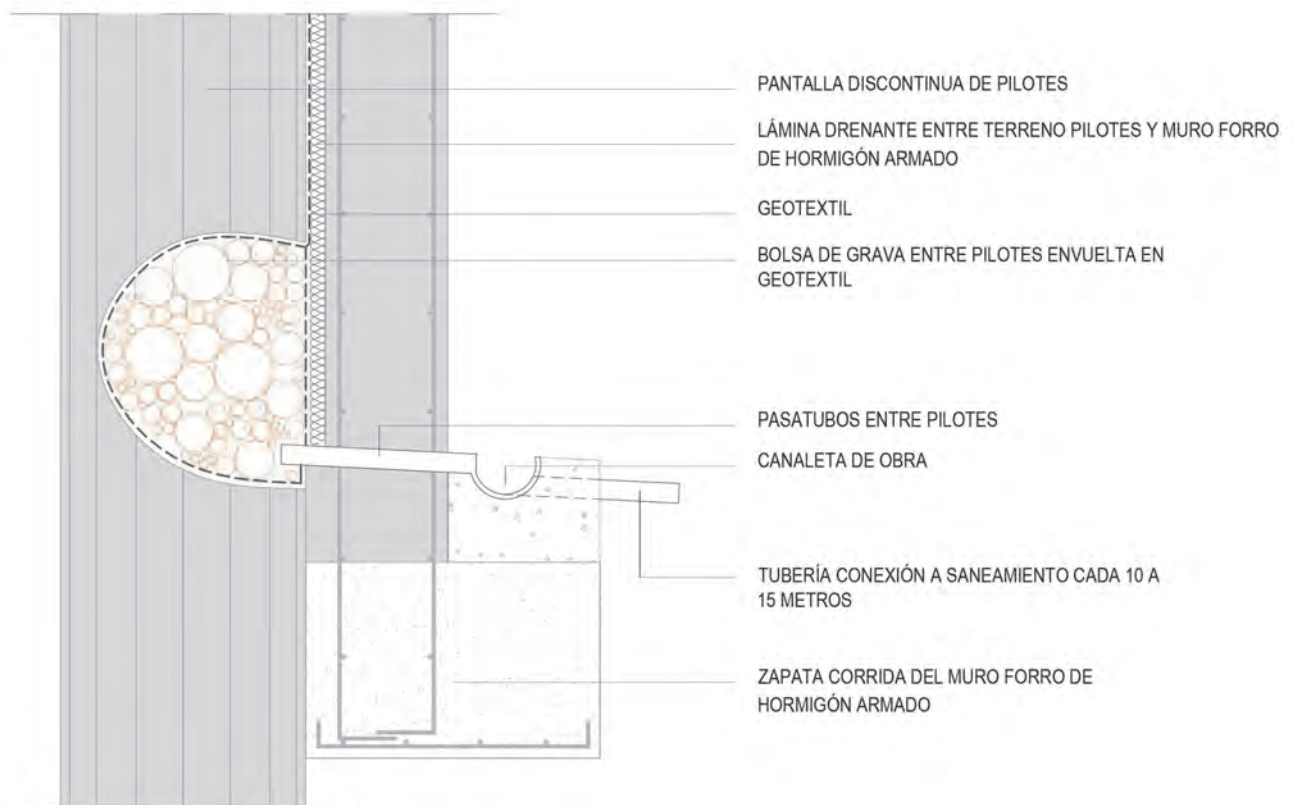 PANTALLA DISCONTINUA DE PILOTES
LÁMINA DRENANTE ENTRE TERRENO PILOTES Y MURO FORRO
DE HORMIGÓN ARMADO
GEOTEXTIL
BOLSA DE GRAVA ENTRE PILOTES ENVUELTA EN
GEOTEXTIL
PASATUBOS ENTRE PILOTES
CANALETA DE OBRA
TUBERÍA CONEXIÓN A SANEAMIENTO CADA 10 A
15 METROS
ZAPATA CORRIDA DEL MURO FORRO DE
HORMIGÓN ARMADO